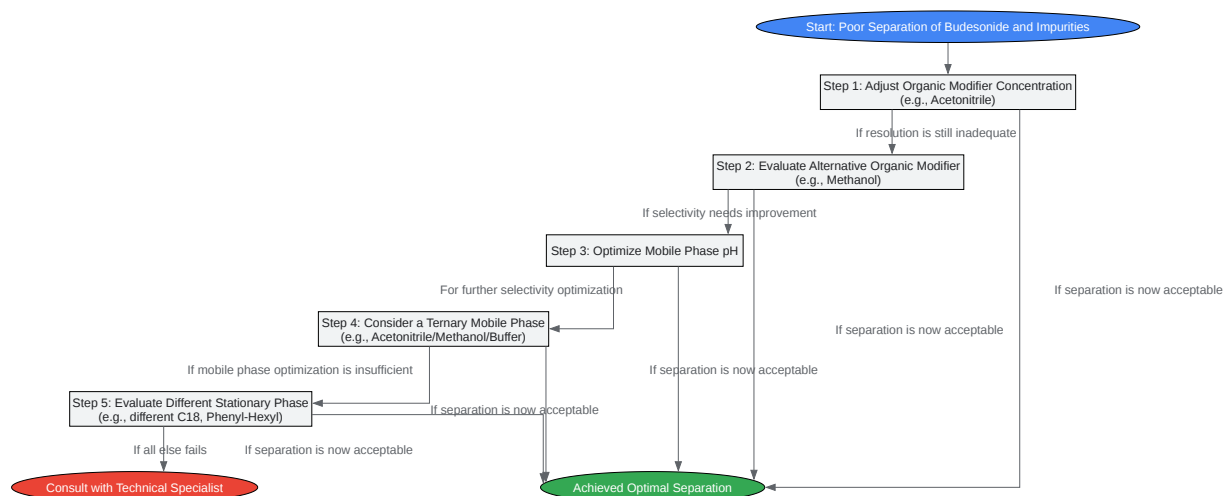 Start: Poor Separation of Budesonide and Impurities
Step 1: Adjust Organic Modifier Concentration
(e.g., Acetonitrile)
If resolution is still inadequate
Step 2: Evaluate Alternative Organic Modifier
(e.g., Methanol)
If selectivity needs improvement
Step 3: Optimize Mobile Phase pH
For further selectivity optimization
If separation is now acceptable
Step 4: Consider a Ternary Mobile Phase
(e.g., Acetonitrile/Methanol/Buffer)
If separation is now acceptable
If mobile phase optimization is insufficient
If separation is now acceptable
Step 5: Evaluate Different Stationary Phase
(e.g., different C18, Phenyl-Hexyl)
If separation is now acceptable
If all else fails
If separation is now acceptable
Consult with Technical Specialist
Achieved Optimal Separation